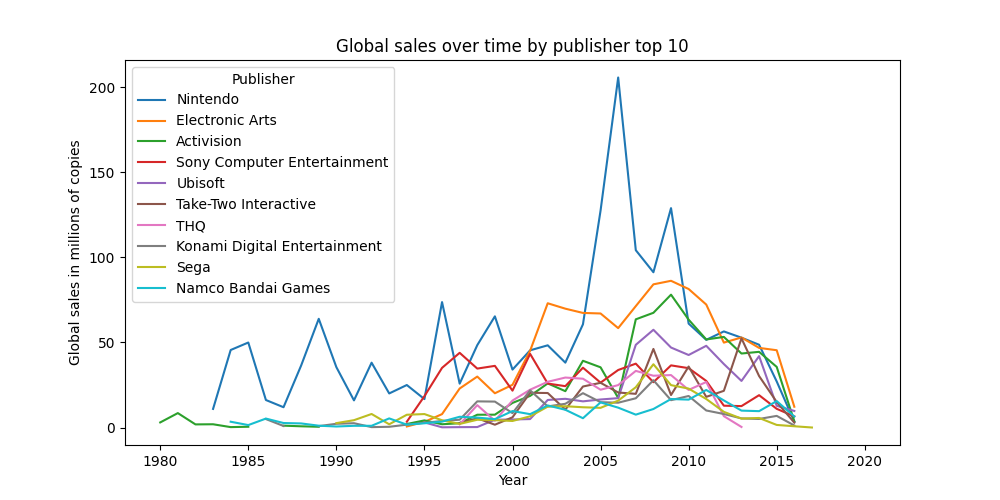 Global sales over time by publisher top 10
Global sales in millions of copies
200
150
100
50
0
Publisher
Nintendo
Electronic Arts
Activision
Sony Computer Entertainment
Ubisoft
Take-Two Interactive
THQ
Konami Digital Entertainment
Sega
Namco Bandai Games
1980 1985 1990 1995 2000 2005 2010 2015 2020
Year